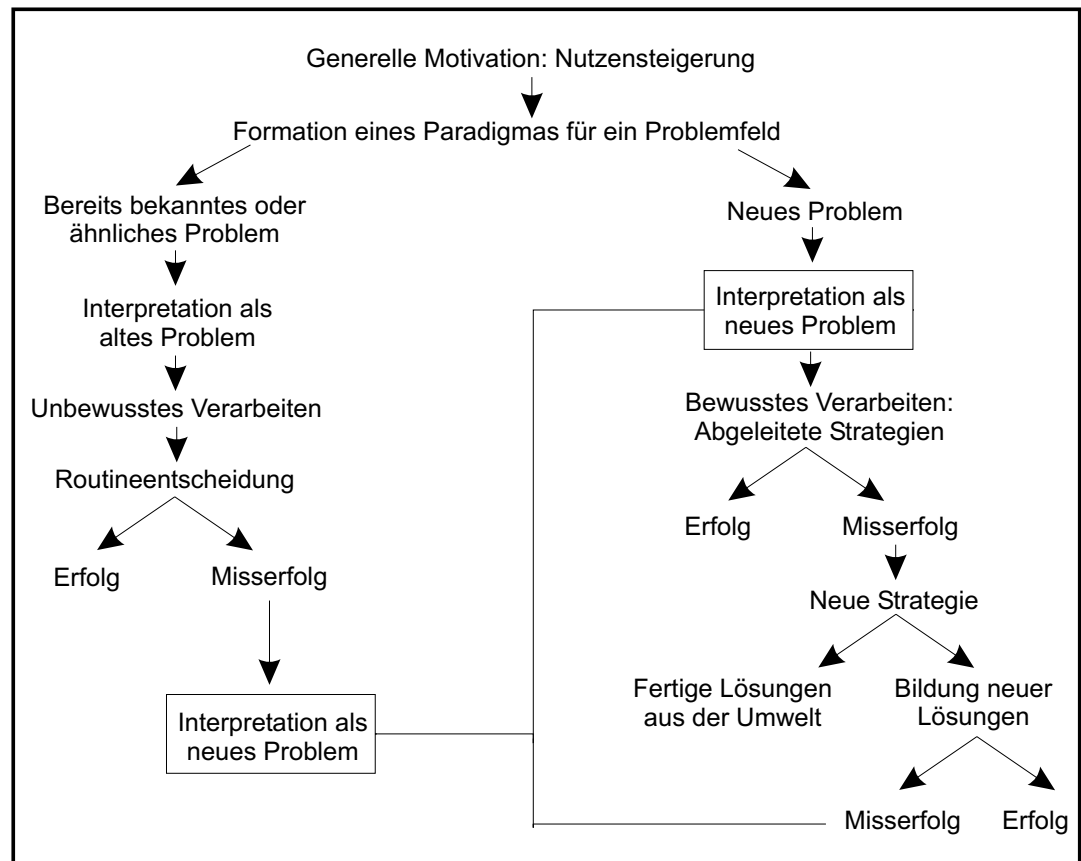 Generelle Motivation: Nutzensteigerung
Formation eines Paradigmas für ein Problemfeld
Bereits bekanntes oder
ähnliches Problem
Interpretation als
altes Problem
Unbewusstes Verarbeiten
Routineentscheidung
Erfolg
Misserfolg
Interpretation als
neues Problem
Neues Problem
Interpretation als
neues Problem
Bewusstes Verarbeiten:
Abgeleitete Strategien
Erfolg
Misserfolg
Neue Strategie
Fertige Lösungen
aus der Umwelt
Bildung neuer
Lösungen
Misserfolg
Erfolg